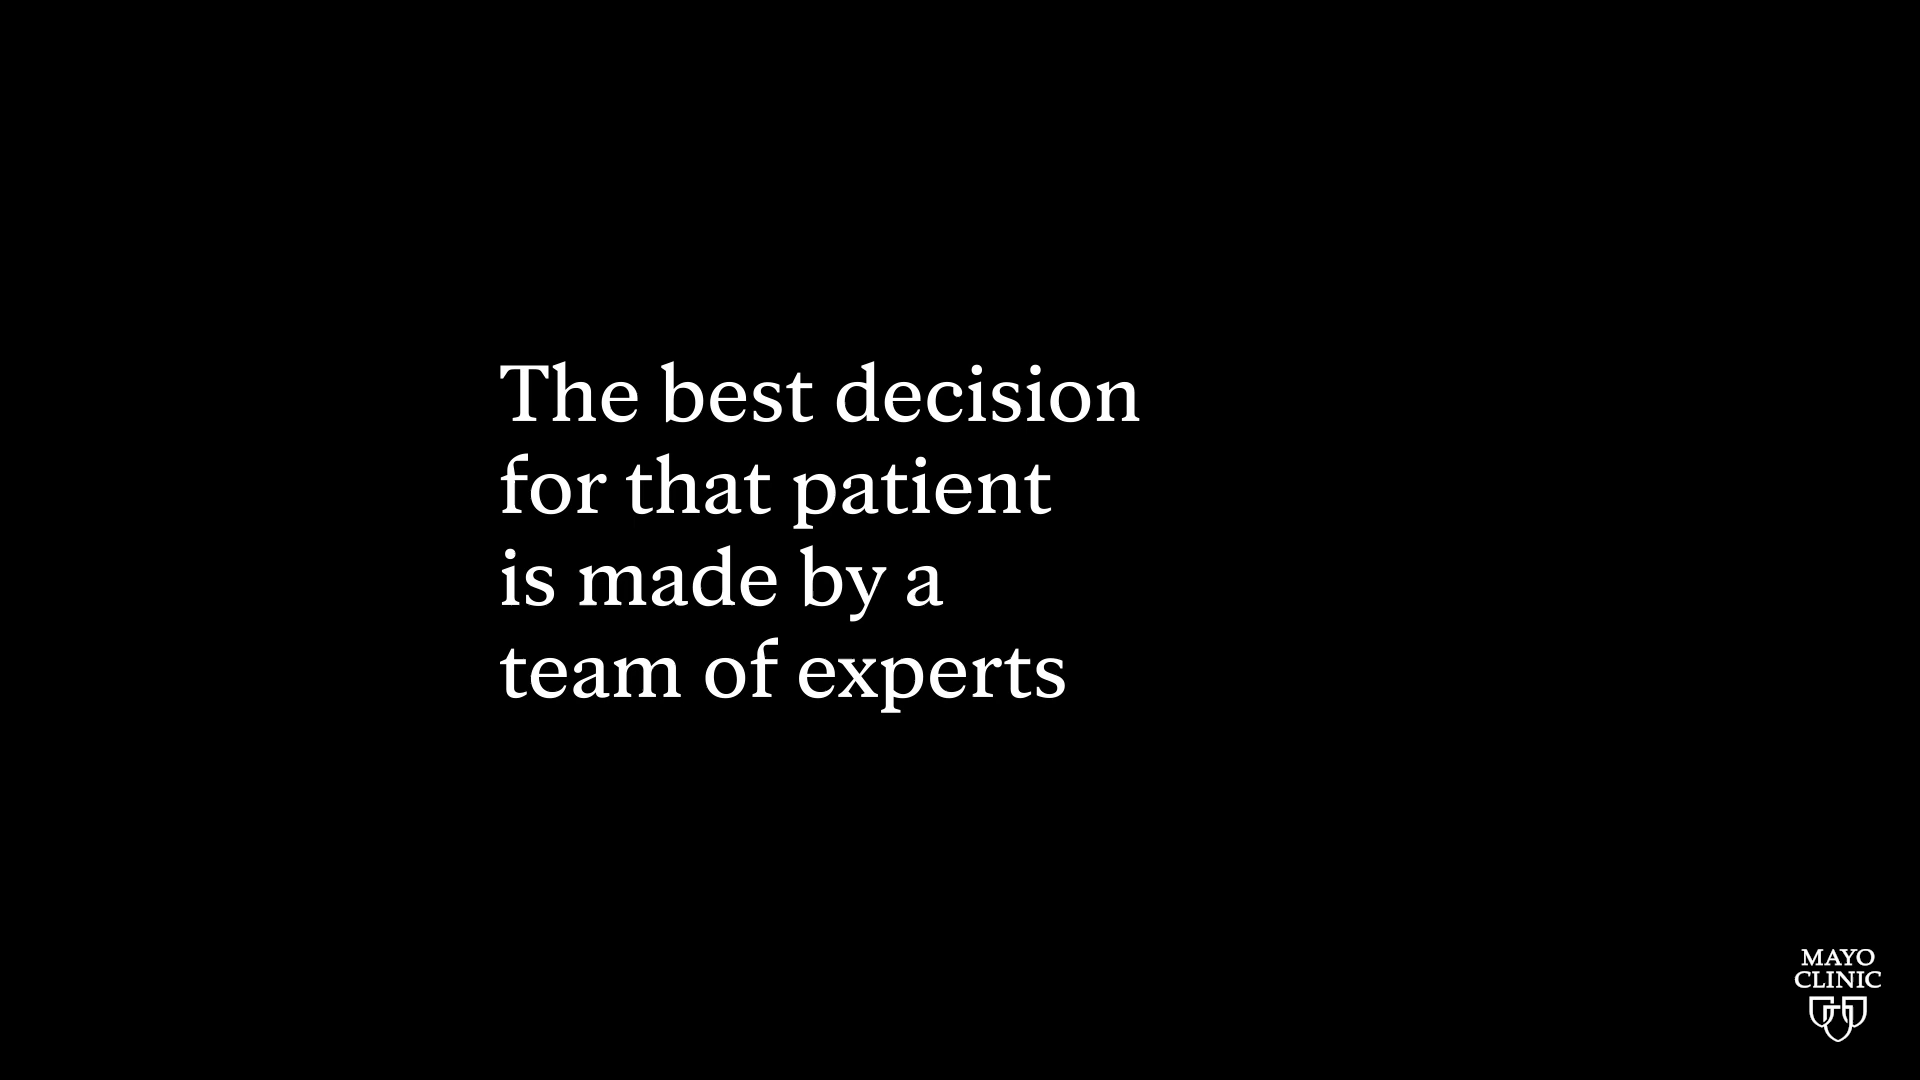 The best decision
for that patient
is made by a
team of experts
MAYO
CLINIC